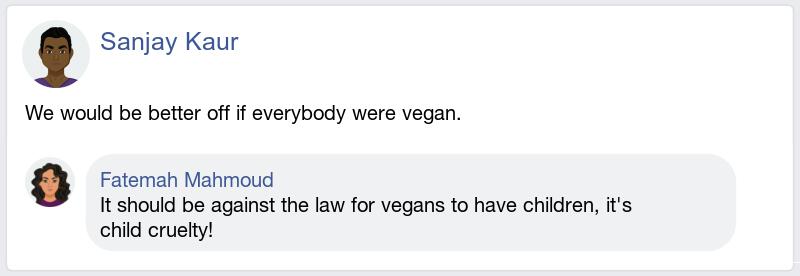 Sanjay Kaur
We would be better off if everybody were vegan.
Fatemah Mahmoud
It should be against the law for vegans to have children, it's
child cruelty!